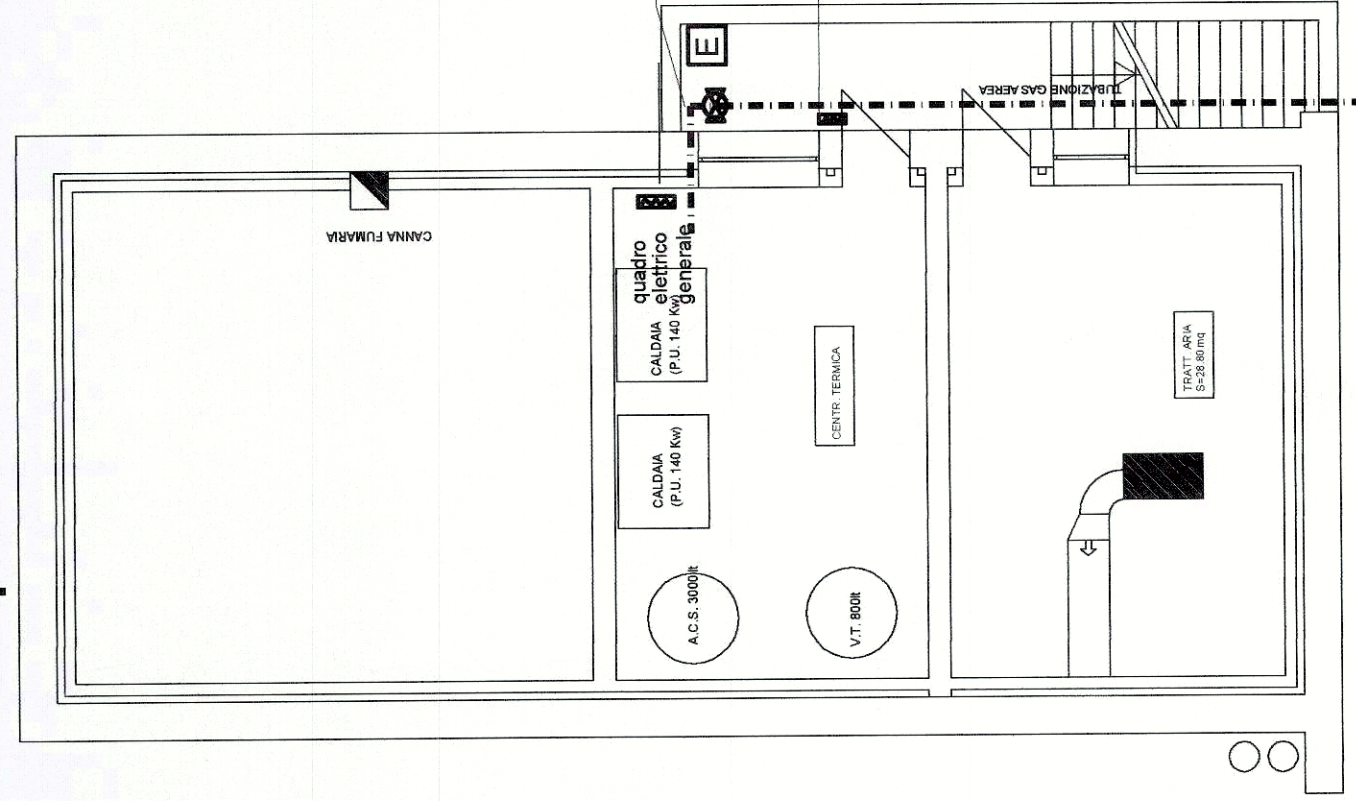 E
TUBAZIONE GAS AEREA
CANNA FUMARIA
quadro
elettrico
generale
CALDAIA
(P.U. 140 Kw)
CENTR. TERMICA
TRATT. ARIA
S=28.80 mq
CALDAIA
(P.U. 140 Kw)
A.C.S. 3000lt
V.T. 800lt